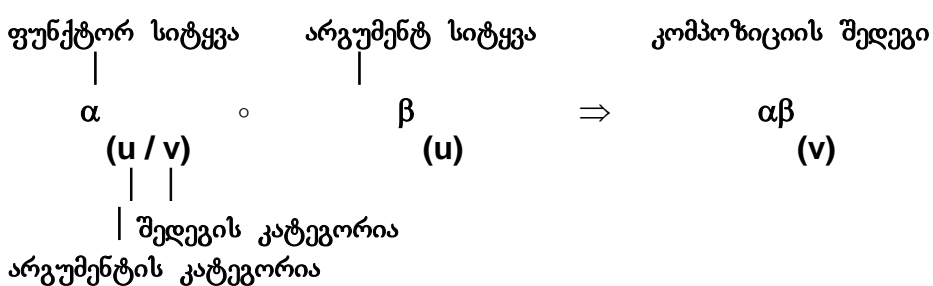 ფუნქტორ სიტყვა არგუმენტ სიტყვა კომპოზიციის შედეგი
α ∘ β ⇒ αβ
(u / v) (u) (v)
შედეგის კატეგორია
არგუმენტის კატეგორია